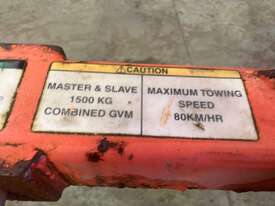 CAUTION
MASTER & SLAVE
1500 KG
COMBINED GVM
MAXIMUM TOWING
SPEED
80KM/HR